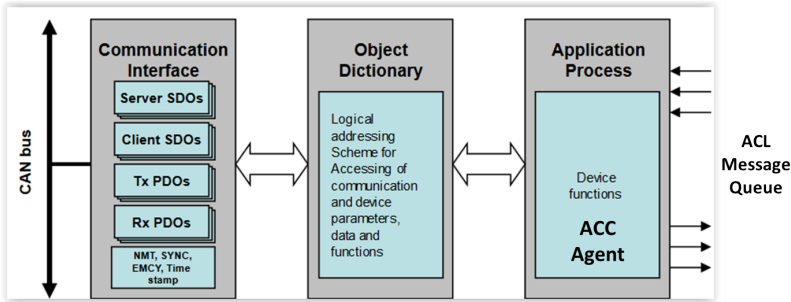 CAN bus
Communication
Interface
Server SDOs
Client SDOs
Tx PDOs
Rx PDOs
NMT, SYNC,
EMCY, Time
stamp
Object
Dictionary
Logical
addressing
Scheme for
Accessing of
communication
and device
parameters,
data and
functions
Application
Process
Device
functions
ACC
Agent
ACL
Message
Queue